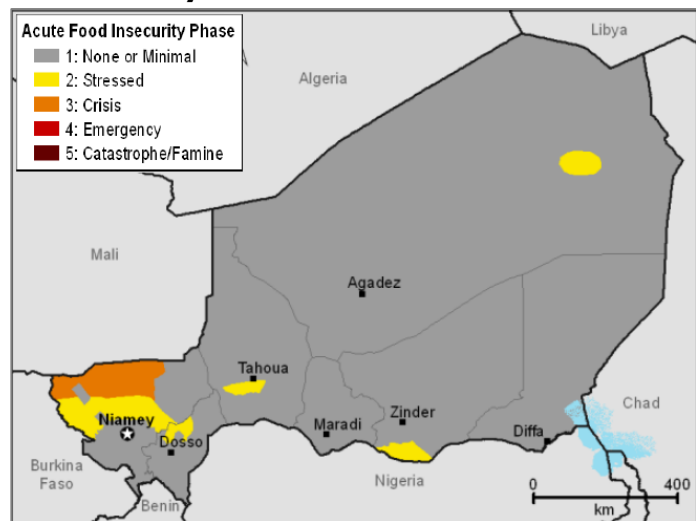 Acute Food Insecurity Phase
1: None or Minimal
2: Stressed
3: Crisis
4: Emergency
5: Catastrophe/Famine
Libya
Algeria
Mali
Agadez
Tahoua
Zinder
Maradi
Diffa
Chad
Niamey
Dosso
Burkina
Faso
Benin
Nigeria
0
400
km